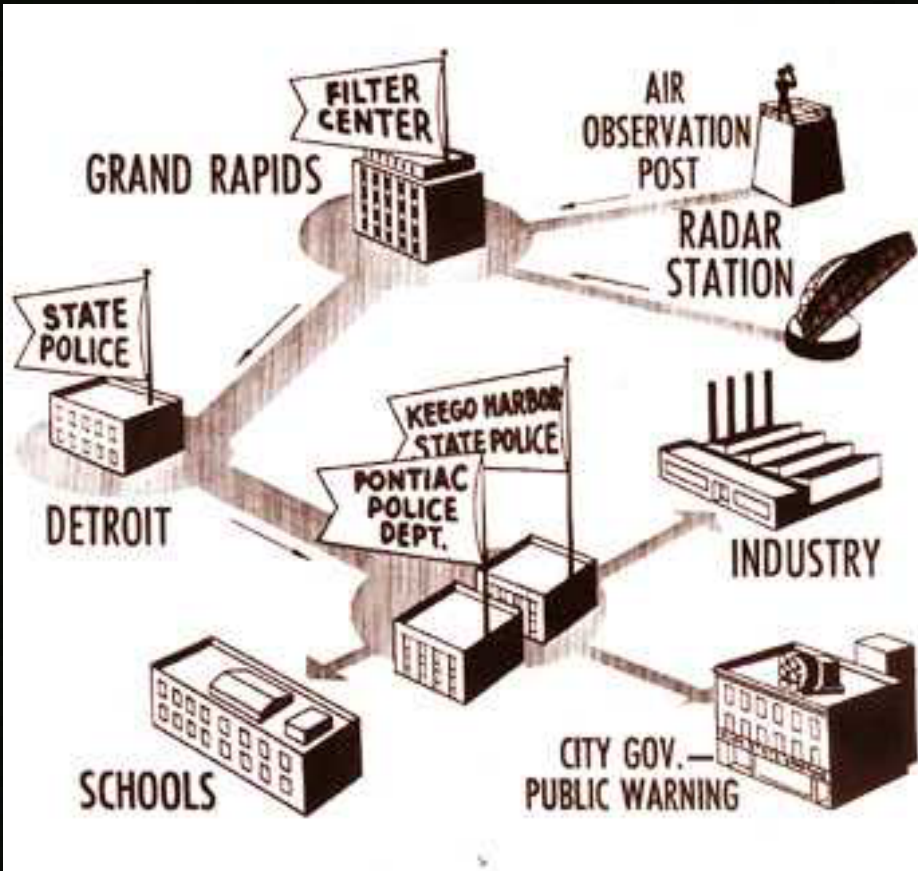 FILTER
CENTER
GRAND RAPIDS
AIR
OBSERVATION
POST
RADAR
STATION
STATE
POLICE
DETROIT
KEEGO HARBOR
STATE POLICE
PONTIAC
POLICE
DEPT.
INDUSTRY
SCHOOLS
CITY GOV.—
PUBLIC WARNING